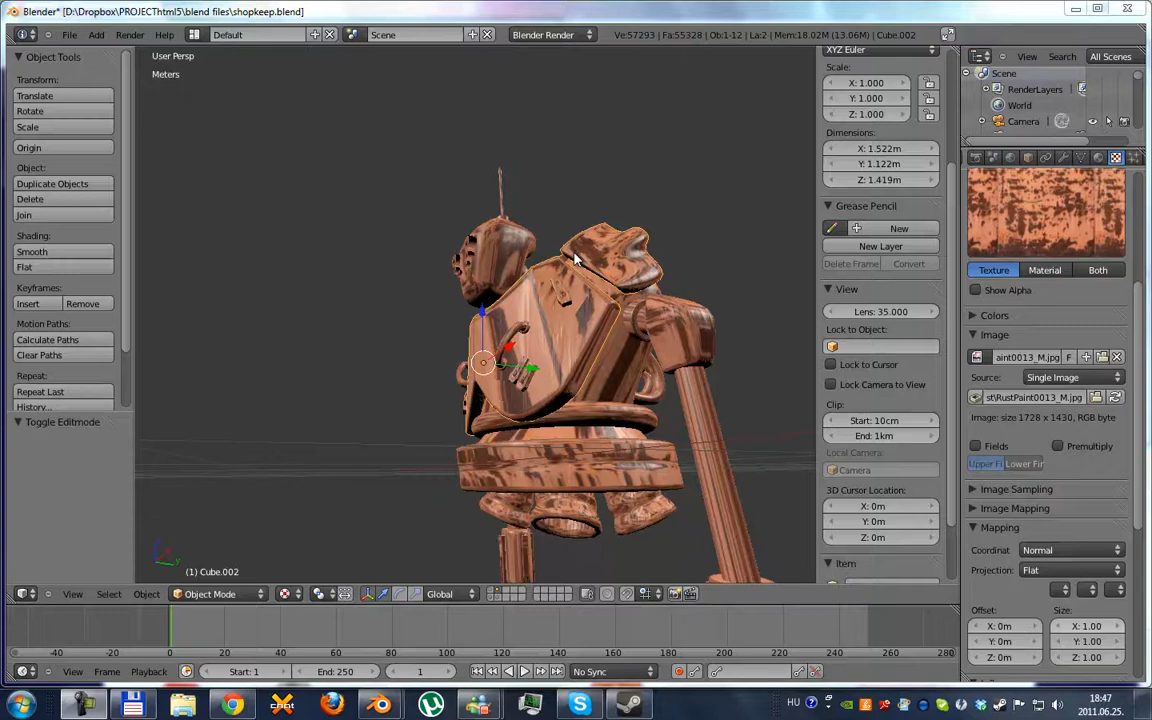 Blender* [D:\Dropbox\PROJECThtml5\blend files\shopkeep.blend]
File Add Render Help Default Scene Blender Render Ve:57293 | Fa:55328 | Ob:1-12 | La:2 | Mem:18.02M (13.06M) | Cube.002
Object Tools
Transform:
Translate
Rotate
Scale
Origin
Object:
Duplicate Objects
Delete
Join
Shading:
Smooth
Flat
Keyframes:
Insert Remove
Motion Paths:
Calculate Paths
Clear Paths
Repeat:
Repeat Last
History...
Toggle Editmode
User Persp
Meters
(1) Cube.002
XYZ Euler
Scale:
X: 1.000
Y: 1.000
Z: 1.000
Dimensions:
X: 1.522m
Y: 1.122m
Z: 1.419m
Grease Pencil
New
New Layer
Delete Frame Convert
View
Lens: 35.000
Lock to Object:
Lock to Cursor
Lock Camera to View
Clip:
Start: 10cm
End: 1km
Local Camera:
Camera
3D Cursor Location:
X: 0m
Y: 0m
Z: 0m
Item
View Search All Scenes
Scene
RenderLayers
World
Camera
Texture Material Both
Show Alpha
Colors
Image
aint0013_M.jpg F
Source: Single Image
st\RustPaint0013_M.jpg
Image: size 1728 x 1430, RGB byte
Fields Premultiply
Upper Fi Lower Fir
Image Sampling
Image Mapping
Mapping
Coordinat Normal
Projection: Flat
Offset: Size:
X: 0m X: 1.00
Y: 0m Y: 1.00
Z: 0m Z: 1.00
View Select Object Object Mode Global
-40 -20 0 20 40 60 80 100 120 140 160 180 200 220 240 260 280
View Frame Playback Start: 1 End: 250 1 No Sync
HU
18:47
2011.06.25.